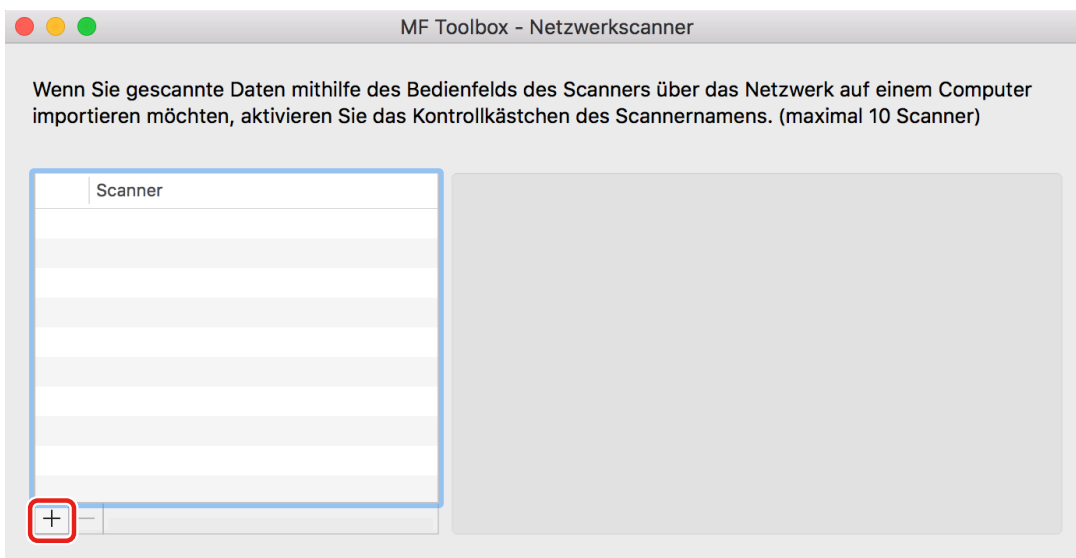 MF Toolbox - Netzwerkscanner
Wenn Sie gescannte Daten mithilfe des Bedienfelds des Scanners über das Netzwerk auf einem Computer
importieren möchten, aktivieren Sie das Kontrollkästchen des Scannernamens. (maximal 10 Scanner)
Scanner
+ −